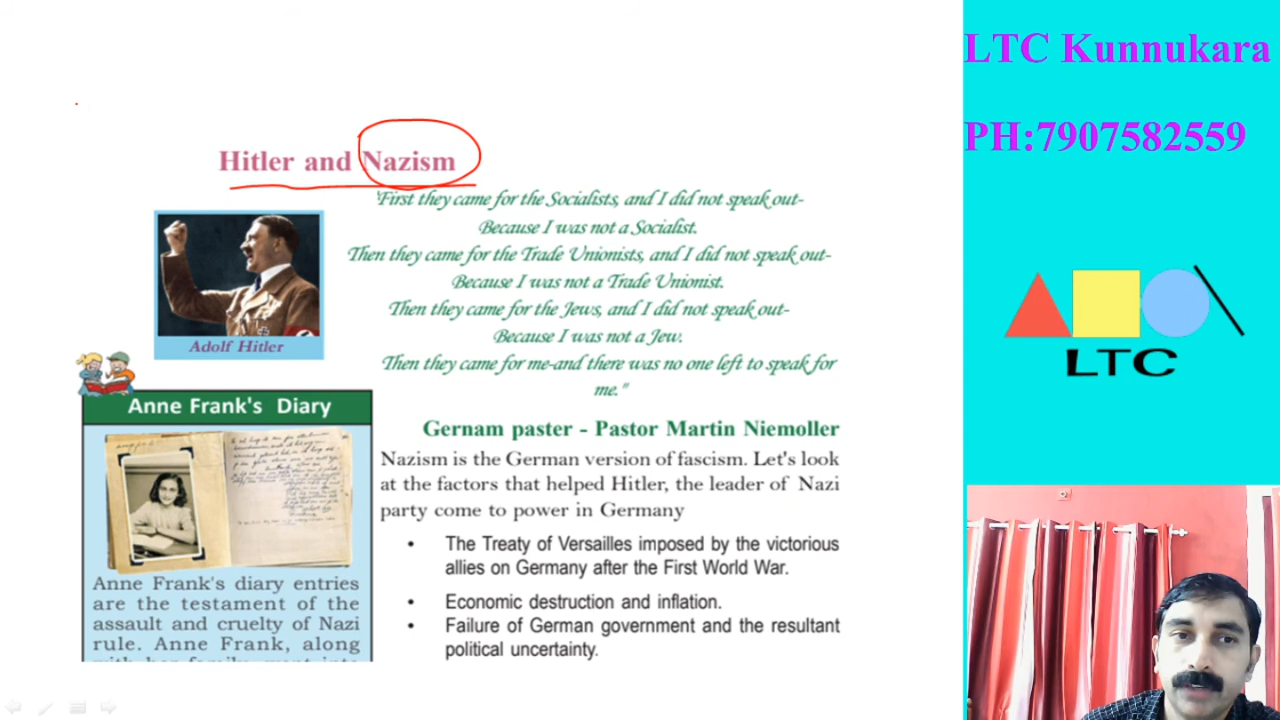 LTC Kunnukara
PH:7907582559
LTC
Hitler and Nazism
"First they came for the Socialists, and I did not speak out-
Because I was not a Socialist.
Then they came for the Trade Unionists, and I did not speak out-
Because I was not a Trade Unionist.
Then they came for the Jews, and I did not speak out-
Because I was not a Jew.
Then they came for me-and there was no one left to speak for
me."
Gernam paster - Pastor Martin Niemoller
Adolf Hitler
Anne Frank's Diary
Anne Frank's diary entries
are the testament of the
assault and cruelty of Nazi
rule. Anne Frank, along
Nazism is the German version of fascism. Let's look
at the factors that helped Hitler, the leader of Nazi
party come to power in Germany
• The Treaty of Versailles imposed by the victorious
allies on Germany after the First World War.
• Economic destruction and inflation.
• Failure of German government and the resultant
political uncertainty.